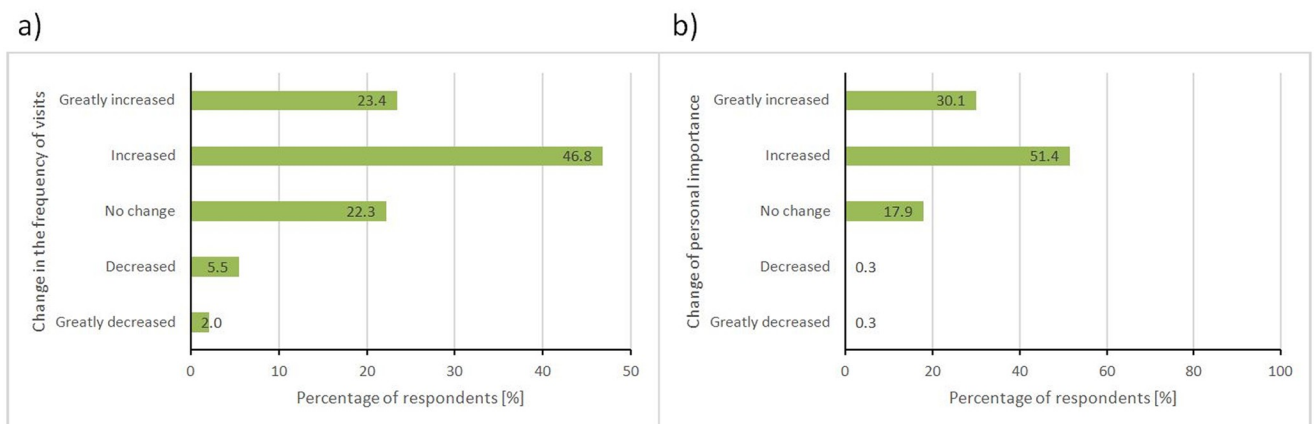 a)
Change in the frequency of visits
Greatly increased
23.4
Increased
46.8
No change
22.3
Decreased
5.5
Greatly decreased
2.0
0 10 20 30 40 50
Percentage of respondents [%]
b)
Change of personal importance
Greatly increased
30.1
Increased
51.4
No change
17.9
Decreased
0.3
Greatly decreased
0.3
0 20 40 60 80 100
Percentage of respondents [%]